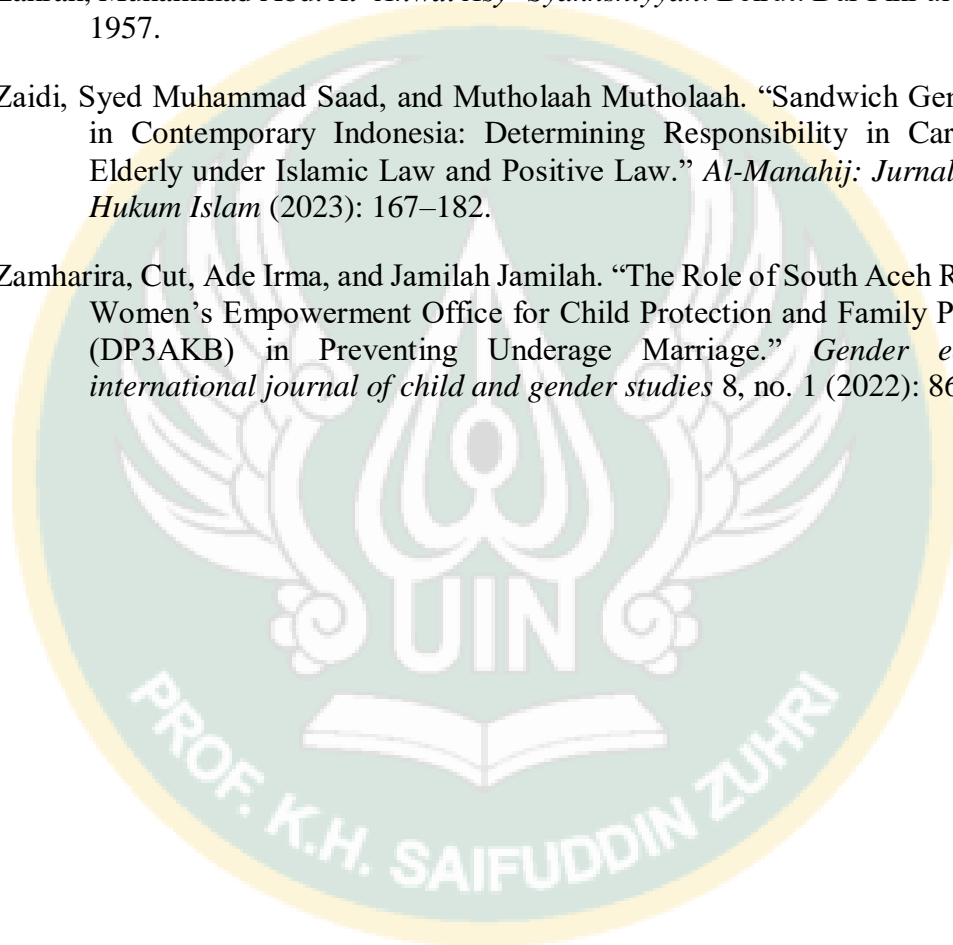 1957.
Zaidi, Syed Muhammad Saad, and Mutholaah Mutholaah. “Sandwich Gen
in Contemporary Indonesia: Determining Responsibility in Car
Elderly under Islamic Law and Positive Law.” Al-Manahij: Jurnal
Hukum Islam (2023): 167–182.
Zamharira, Cut, Ade Irma, and Jamilah Jamilah. “The Role of South Aceh R
Women’s Empowerment Office for Child Protection and Family P
(DP3AKB) in Preventing Underage Marriage.” Gender e
international journal of child and gender studies 8, no. 1 (2022): 86
UIN
PROF. K.H. SAIFUDDIN ZUHRI